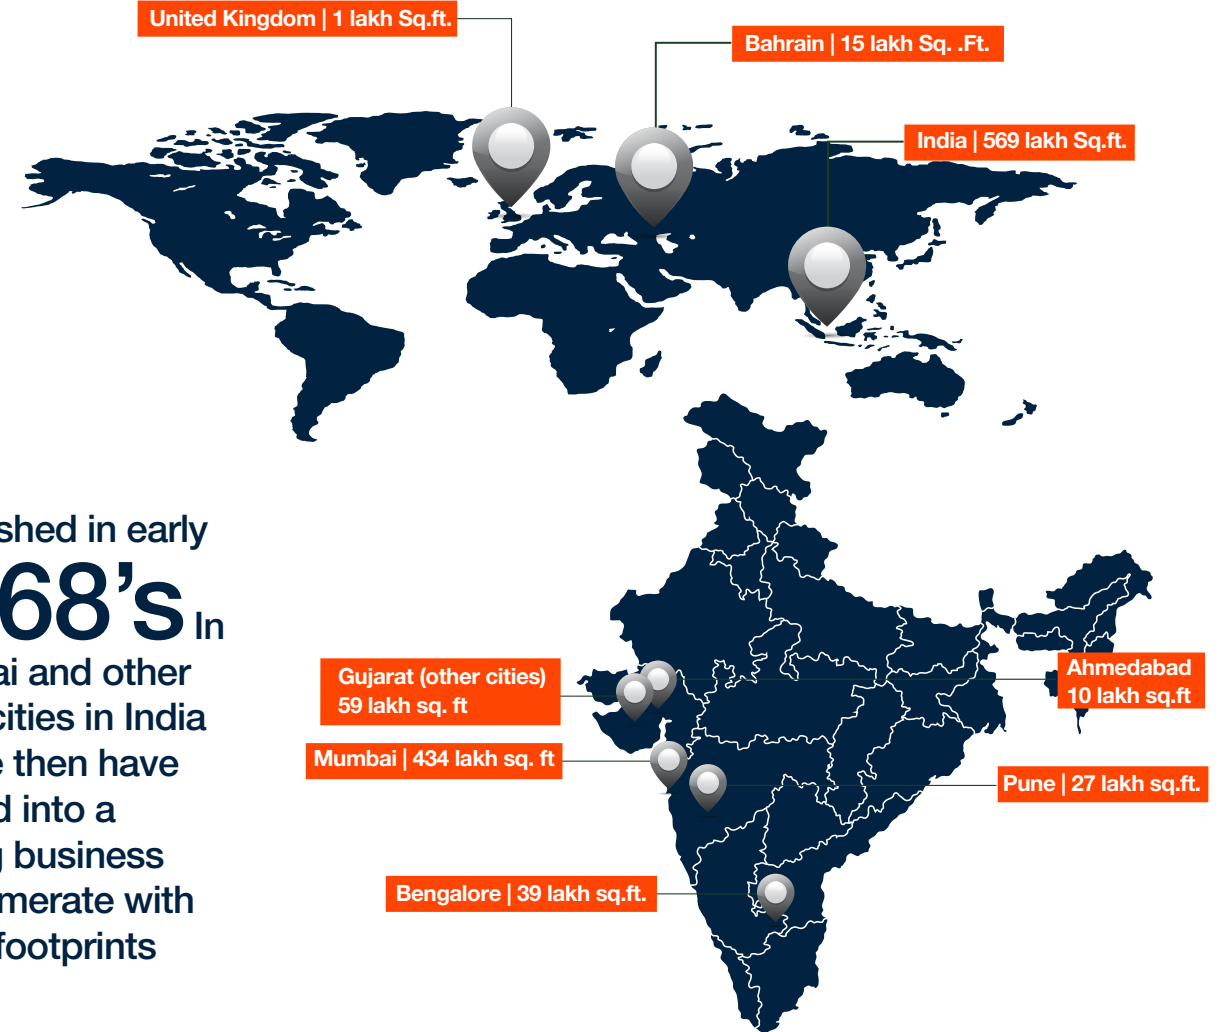 United Kingdom | 1 lakh Sq.ft.
Bahrain | 15 lakh Sq. .Ft.
India | 569 lakh Sq.ft.
shed in early
68’s In
ai and other
cities in India
e then have
d into a
g business
merate with
footprints
Gujarat (other cities)
59 lakh sq. ft
Ahmedabad
10 lakh sq.ft
Mumbai | 434 lakh sq. ft
Pune | 27 lakh sq.ft.
Bengalore | 39 lakh sq.ft.